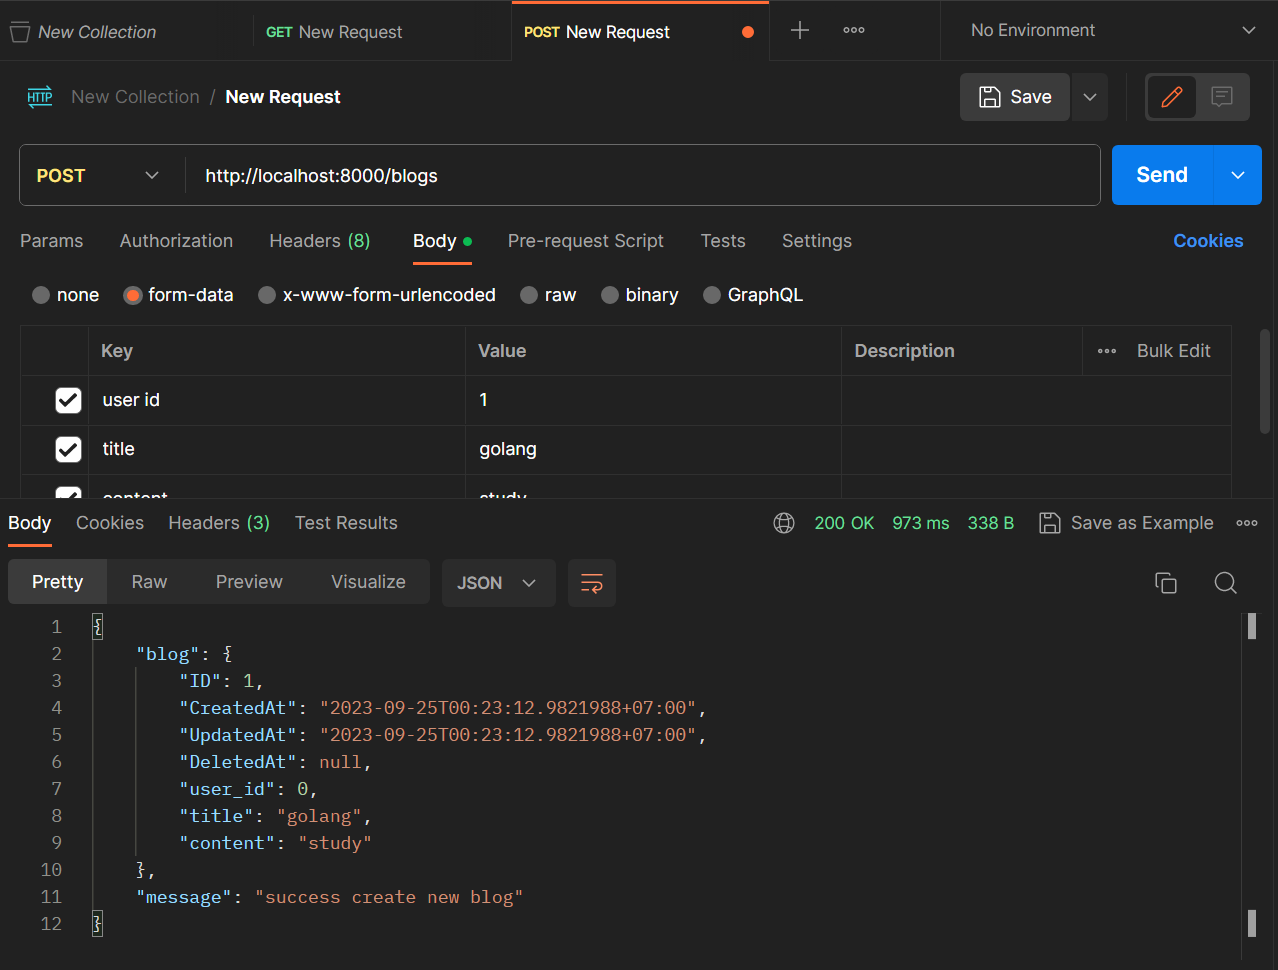 New Collection
GET New Request
POST New Request
No Environment
HTTP New Collection / New Request
Save
POST
http://localhost:8000/blogs
Send
Params Authorization Headers (8) Body Pre-request Script Tests Settings Cookies
none form-data x-www-form-urlencoded raw binary GraphQL
Key Value Description Bulk Edit
user id 1
title golang
content study
Body Cookies Headers (3) Test Results 200 OK 973 ms 338 B Save as Example
Pretty Raw Preview Visualize JSON
1 {
2 "blog": {
3 "ID": 1,
4 "CreatedAt": "2023-09-25T00:23:12.9821988+07:00",
5 "UpdatedAt": "2023-09-25T00:23:12.9821988+07:00",
6 "DeletedAt": null,
7 "user_id": 0,
8 "title": "golang",
9 "content": "study"
10 },
11 "message": "success create new blog"
12 }